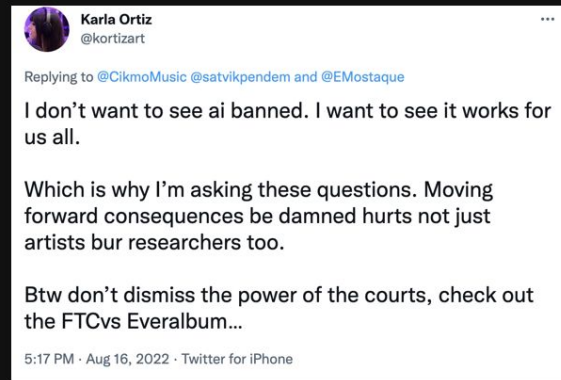 Karla Ortiz
@kortizart
Replying to @CikmoMusic @satvikpendem and @EMostaque
I don’t want to see ai banned. I want to see it works for
us all.
Which is why I’m asking these questions. Moving
forward consequences be damned hurts not just
artists bur researchers too.
Btw don’t dismiss the power of the courts, check out
the FTCvs Everalbum...
5:17 PM · Aug 16, 2022 · Twitter for iPhone